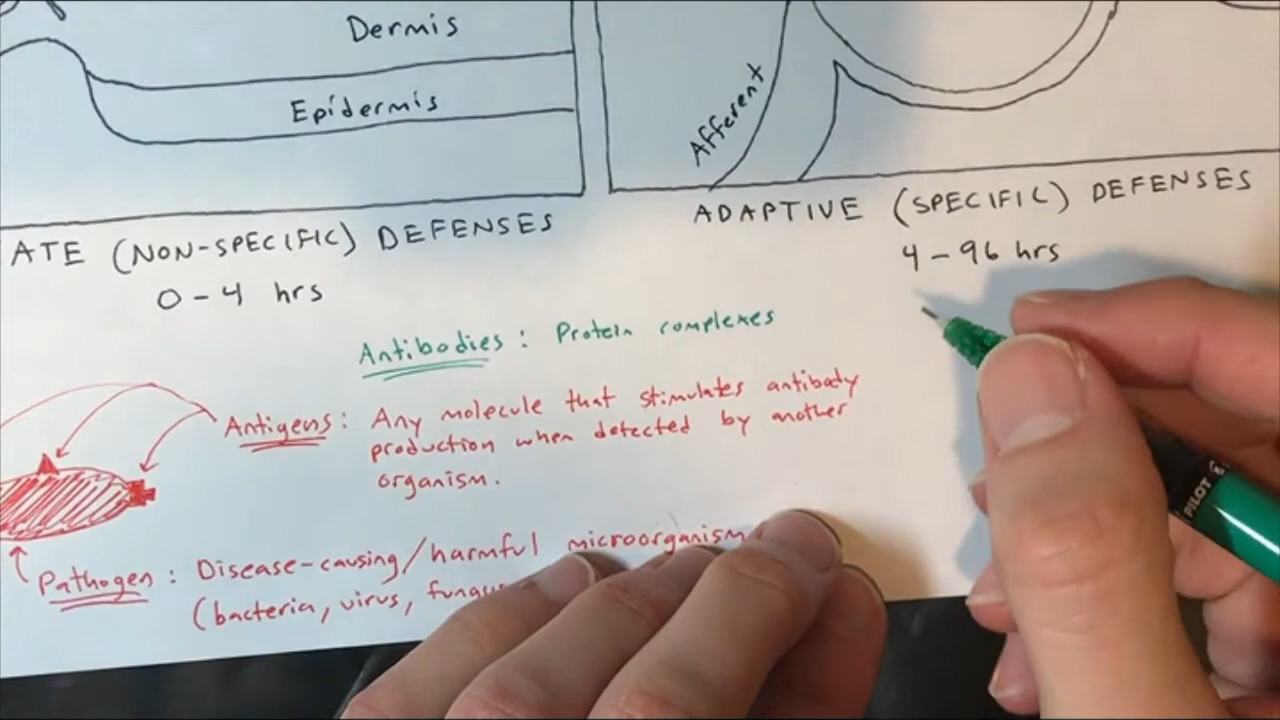 Dermis
Epidermis
Afferent
ATE (NON-SPECIFIC) DEFENSES
0-4 hrs
ADAPTIVE (SPECIFIC) DEFENSES
4-96 hrs
Antibodies: Protein complexes
Antigens: Any molecule that stimulates antibody
production when detected by another
organism.
Pathogen: Disease-causing/harmful microorganism
(bacteria, virus,
PILOT